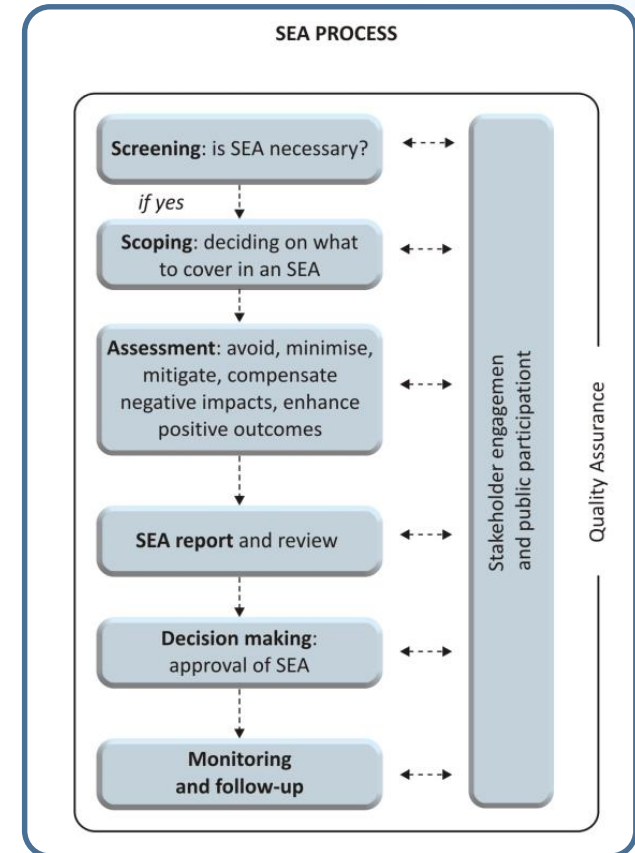 SEA PROCESS
Screening: is SEA necessary?
if yes
Scoping: deciding on what
to cover in an SEA
Assessment: avoid, minimise,
mitigate, compensate
negative impacts, enhance
positive outcomes
SEA report and review
Decision making:
approval of SEA
Monitoring
and follow-up
Stakeholder engagemen
and public participationt
Quality Assurance